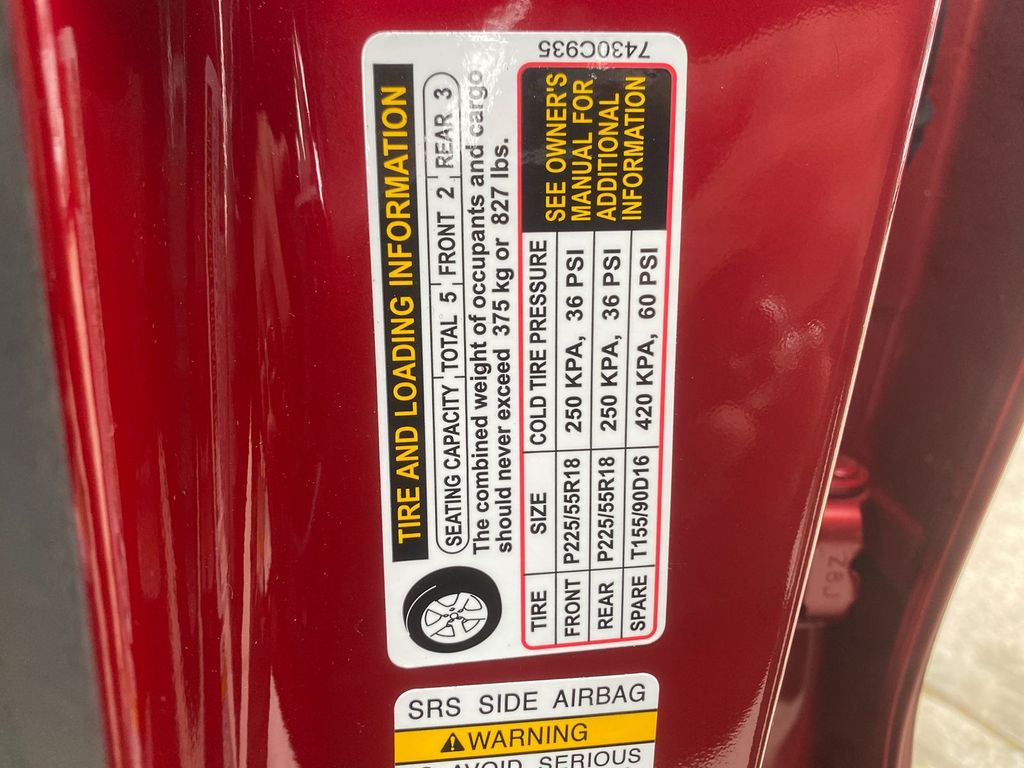 7430C935
TIRE AND LOADING INFORMATION
SEATING CAPACITY TOTAL 5 FRONT 2 REAR 3
The combined weight of occupants and cargo
should never exceed 375 kg or 827 lbs.
TIRE SIZE COLD TIRE PRESSURE
FRONT P225/55R18 250 KPA, 36 PSI
REAR P225/55R18 250 KPA, 36 PSI
SPARE T155/90D16 420 KPA, 60 PSI
SEE OWNER'S
MANUAL FOR
ADDITIONAL
INFORMATION
SRS SIDE AIRBAG
WARNING
AVOID SERIOUS
Z8J